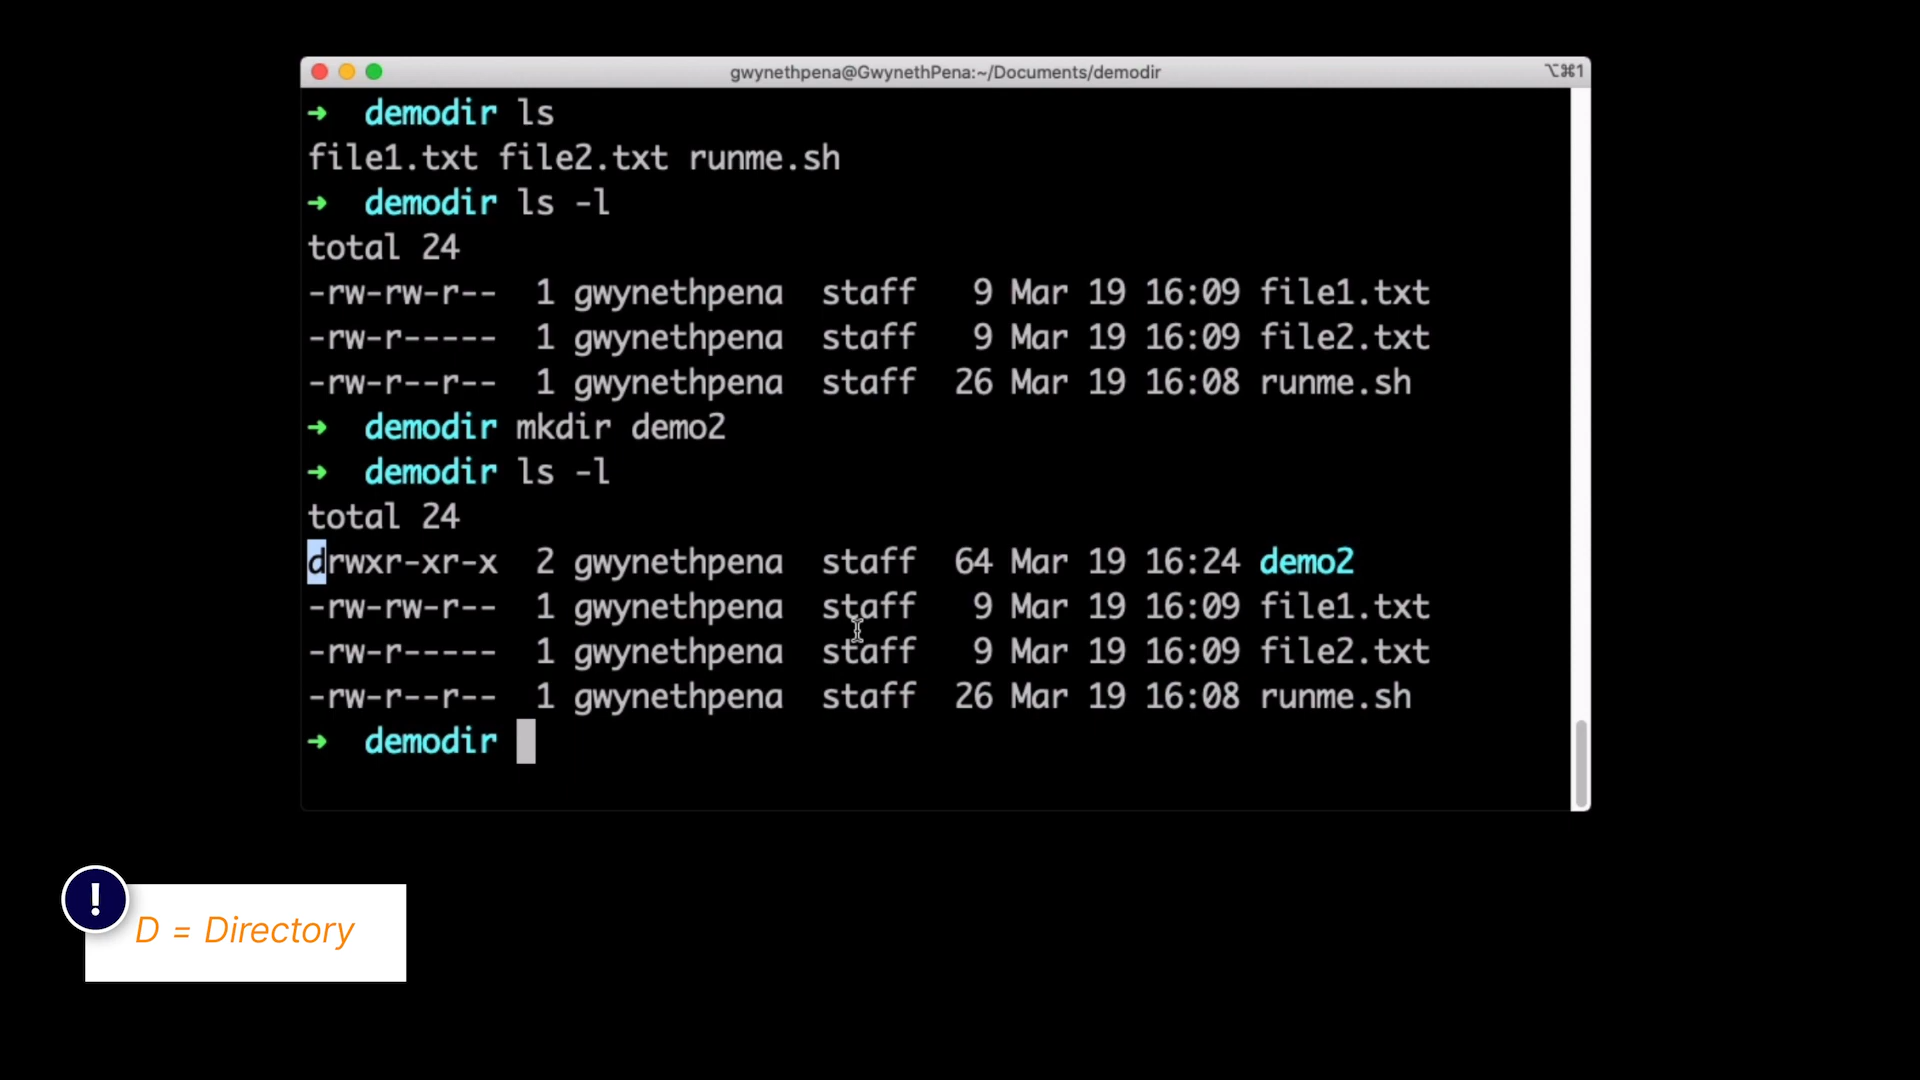 gwynethpena@GwynethPena:~/Documents/demodir ⌥⌘1
➜ demodir ls
file1.txt file2.txt runme.sh
➜ demodir ls -l
total 24
-rw-rw-r--  1 gwynethpena  staff   9 Mar 19 16:09 file1.txt
-rw-r-----  1 gwynethpena  staff   9 Mar 19 16:09 file2.txt
-rw-r--r--  1 gwynethpena  staff  26 Mar 19 16:08 runme.sh
➜ demodir mkdir demo2
➜ demodir ls -l
total 24
drwxr-xr-x  2 gwynethpena  staff  64 Mar 19 16:24 demo2
-rw-rw-r--  1 gwynethpena  staff   9 Mar 19 16:09 file1.txt
-rw-r-----  1 gwynethpena  staff   9 Mar 19 16:09 file2.txt
-rw-r--r--  1 gwynethpena  staff  26 Mar 19 16:08 runme.sh
➜ demodir
!
D = Directory